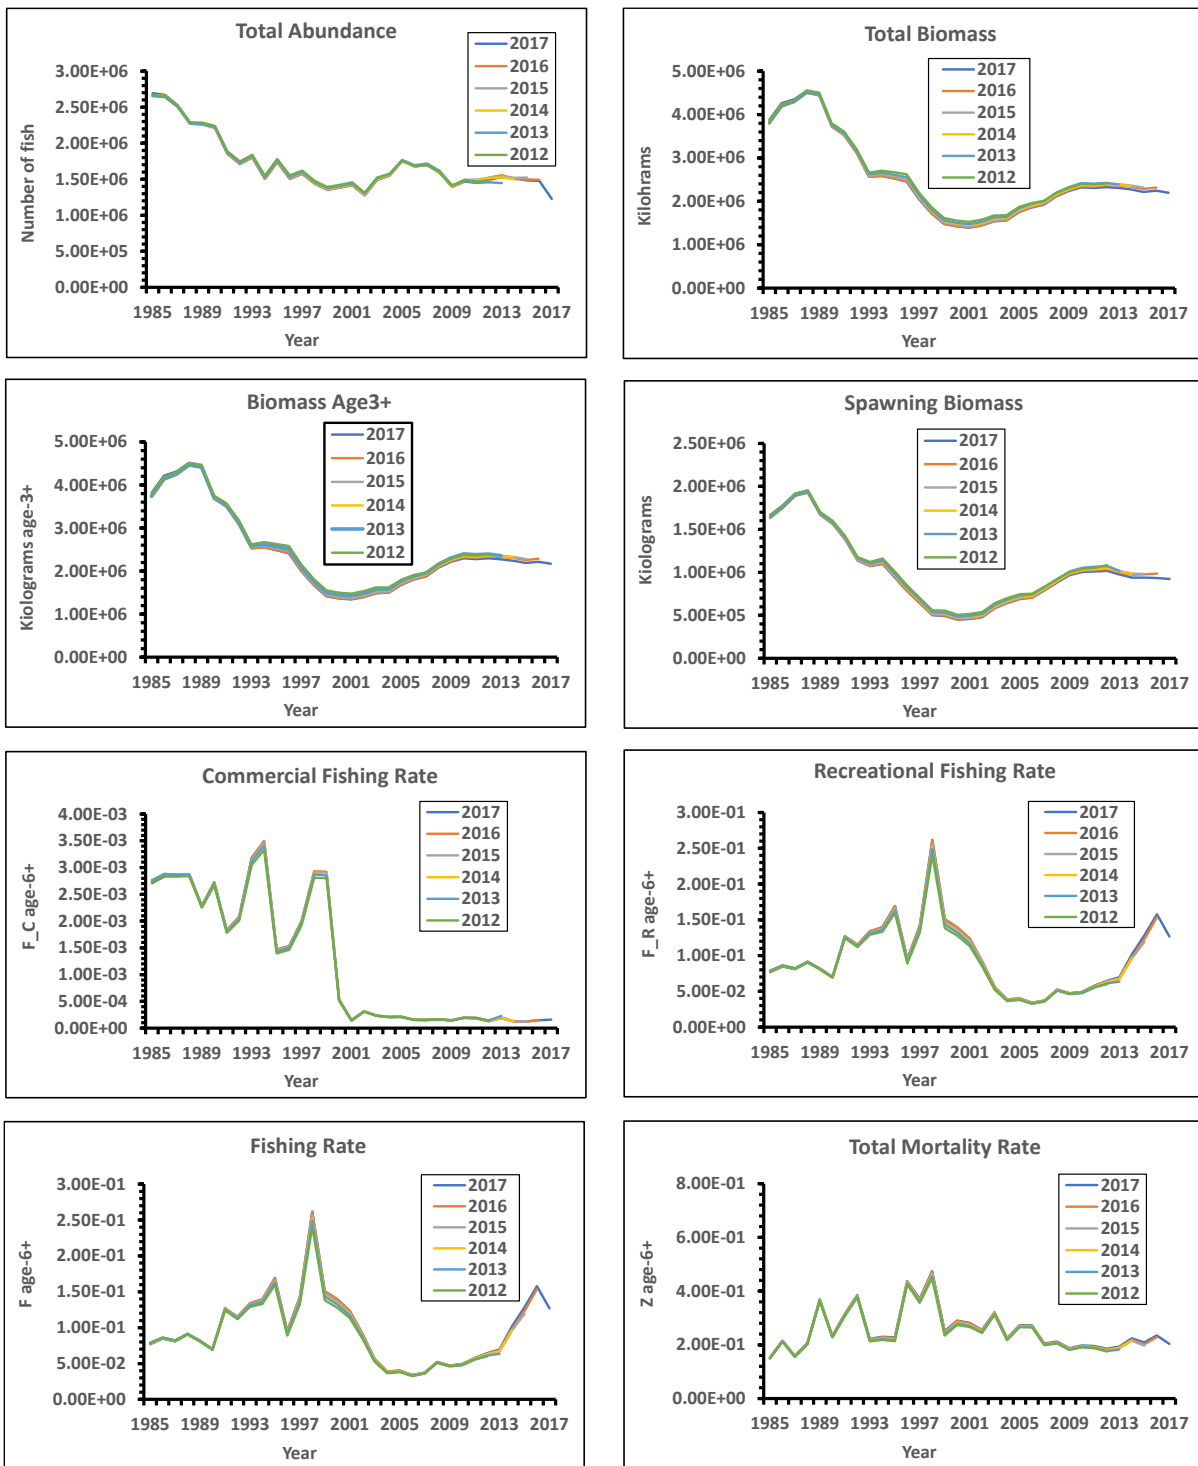 Total Abundance
2017
2016
2015
2014
2013
2012
3.00E+06
2.50E+06
2.00E+06
1.50E+06
1.00E+06
5.00E+05
0.00E+00
Number of fish
1985 1989 1993 1997 2001 2005 2009 2013 2017
Year
Total Biomass
2017
2016
2015
2014
2013
2012
5.00E+06
4.00E+06
3.00E+06
2.00E+06
1.00E+06
0.00E+00
Kilohrams
1985 1989 1993 1997 2001 2005 2009 2013 2017
Year
Biomass Age3+
2017
2016
2015
2014
2013
2012
5.00E+06
4.00E+06
3.00E+06
2.00E+06
1.00E+06
0.00E+00
Kiolograms age-3+
1985 1989 1993 1997 2001 2005 2009 2013 2017
Year
Spawning Biomass
2017
2016
2015
2014
2013
2012
2.50E+06
2.00E+06
1.50E+06
1.00E+06
5.00E+05
0.00E+00
Kiolograms
1985 1989 1993 1997 2001 2005 2009 2013 2017
Year
Commercial Fishing Rate
2017
2016
2015
2014
2013
2012
4.00E-03
3.50E-03
3.00E-03
2.50E-03
2.00E-03
1.50E-03
1.00E-03
5.00E-04
0.00E+00
F_C age-6+
1985 1989 1993 1997 2001 2005 2009 2013 2017
Year
Recreational Fishing Rate
2017
2016
2015
2014
2013
2012
3.00E-01
2.50E-01
2.00E-01
1.50E-01
1.00E-01
5.00E-02
0.00E+00
F_R age-6+
1985 1989 1993 1997 2001 2005 2009 2013 2017
Year
Fishing Rate
2017
2016
2015
2014
2013
2012
3.00E-01
2.50E-01
2.00E-01
1.50E-01
1.00E-01
5.00E-02
0.00E+00
F age-6+
1985 1989 1993 1997 2001 2005 2009 2013 2017
Year
Total Mortality Rate
2017
2016
2015
2014
2013
2012
8.00E-01
6.00E-01
4.00E-01
2.00E-01
0.00E+00
Z age-6+
1985 1989 1993 1997 2001 2005 2009 2013 2017
Year